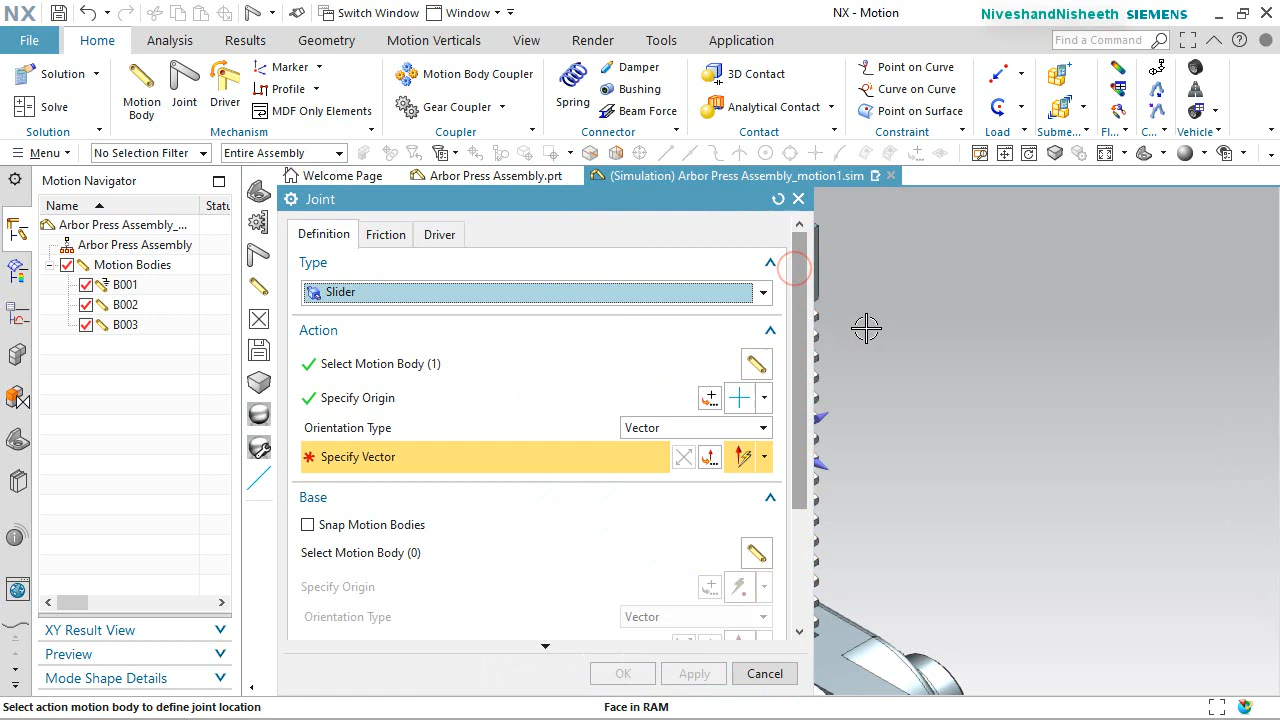 NX
Switch Window
Window
NX - Motion
NiveshandNisheeth SIEMENS
File
Home
Analysis
Results
Geometry
Motion Verticals
View
Render
Tools
Application
Find a Command
Solution
Solve
Solution
Motion Body
Joint
Driver
Marker
Profile
MDF Only Elements
Mechanism
Motion Body Coupler
Gear Coupler
Coupler
Spring
Damper
Bushing
Beam Force
Connector
3D Contact
Analytical Contact
Contact
Point on Curve
Curve on Curve
Point on Surface
Constraint
Load
Subme...
Fl...
C...
Vehicle
Menu
No Selection Filter
Entire Assembly
Motion Navigator
Welcome Page
Arbor Press Assembly.prt
(Simulation) Arbor Press Assembly_motion1.sim
Name
Statu
Arbor Press Assembly_...
Arbor Press Assembly
Motion Bodies
B001
B002
B003
XY Result View
Preview
Mode Shape Details
Joint
Definition
Friction
Driver
Type
Slider
Action
Select Motion Body (1)
Specify Origin
Orientation Type
Vector
Specify Vector
Base
Snap Motion Bodies
Select Motion Body (0)
Specify Origin
Orientation Type
Vector
OK
Apply
Cancel
Select action motion body to define joint location
Face in RAM